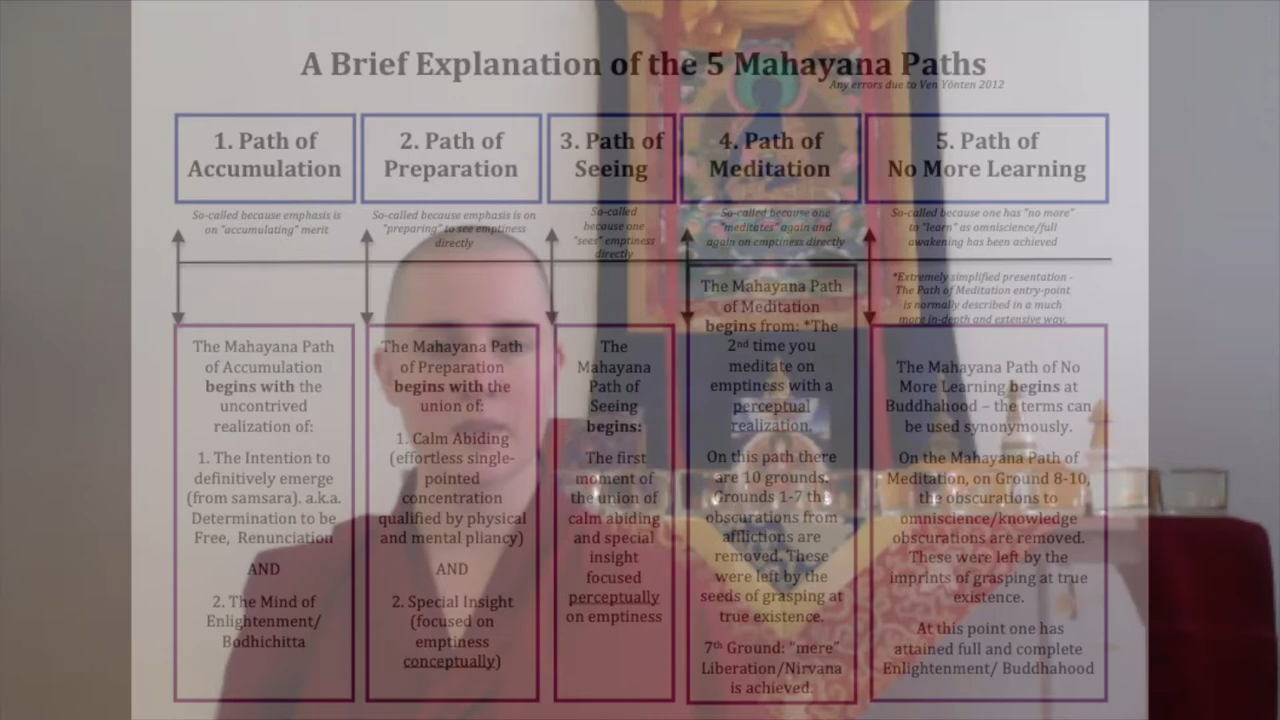 A Brief Explanation of the 5 Mahayana Paths
Any errors due to Ven Yönten 2012
1. Path of
Accumulation
So-called because emphasis is
on "accumulating" merit
The Mahayana Path
of Accumulation
begins with the
uncontrived
realization of:
1. The Intention to
definitively emerge
(from samsara). a.k.a.
Determination to be
Free, Renunciation
AND
2. The Mind of
Enlightenment/
Bodhichitta
2. Path of
Preparation
So-called because emphasis is on
"preparing" to see emptiness
directly
The Mahayana Path
of Preparation
begins with the
union of:
1. Calm Abiding
(effortless single-
pointed
concentration
qualified by physical
and mental pliancy)
AND
2. Special Insight
(focused on
emptiness
conceptually)
3. Path of
Seeing
So-called
because
one
"sees" emptiness
directly
The
Mahayana
Path of
Seeing
begins:
The first
moment of
the union of
calm abiding
and special
insight
focused
perceptually
on emptiness
4. Path of
Meditation
So-called because one
"meditates" again and
again on emptiness directly
The Mahayana Path
of Meditation
begins from: *The
2nd time you
meditate on
emptiness with a
perceptual
realization.
On this path there
are 10 grounds.
Grounds 1-7 the
obscurations from
afflictions are
removed. These
were left by the
seeds of grasping at
true existence.
7th Ground: "mere"
Liberation/Nirvana
is achieved.
5. Path of
No More Learning
So-called because one has "no more"
to "learn" as omniscience/full
awakening has been achieved
*Extremely simplified presentation -
The Path of Meditation entry-point
is normally described in a much
more in-depth and extensive way.
The Mahayana Path of No
More Learning begins at
Buddhahood – the terms can
be used synonymously.
On the Mahayana Path of
Meditation, on Ground 8-10,
the obscurations to
omniscience/knowledge
obscurations are removed.
These were left by the
imprints of grasping at true
existence.
At this point one has
attained full and complete
Enlightenment/ Buddhahood